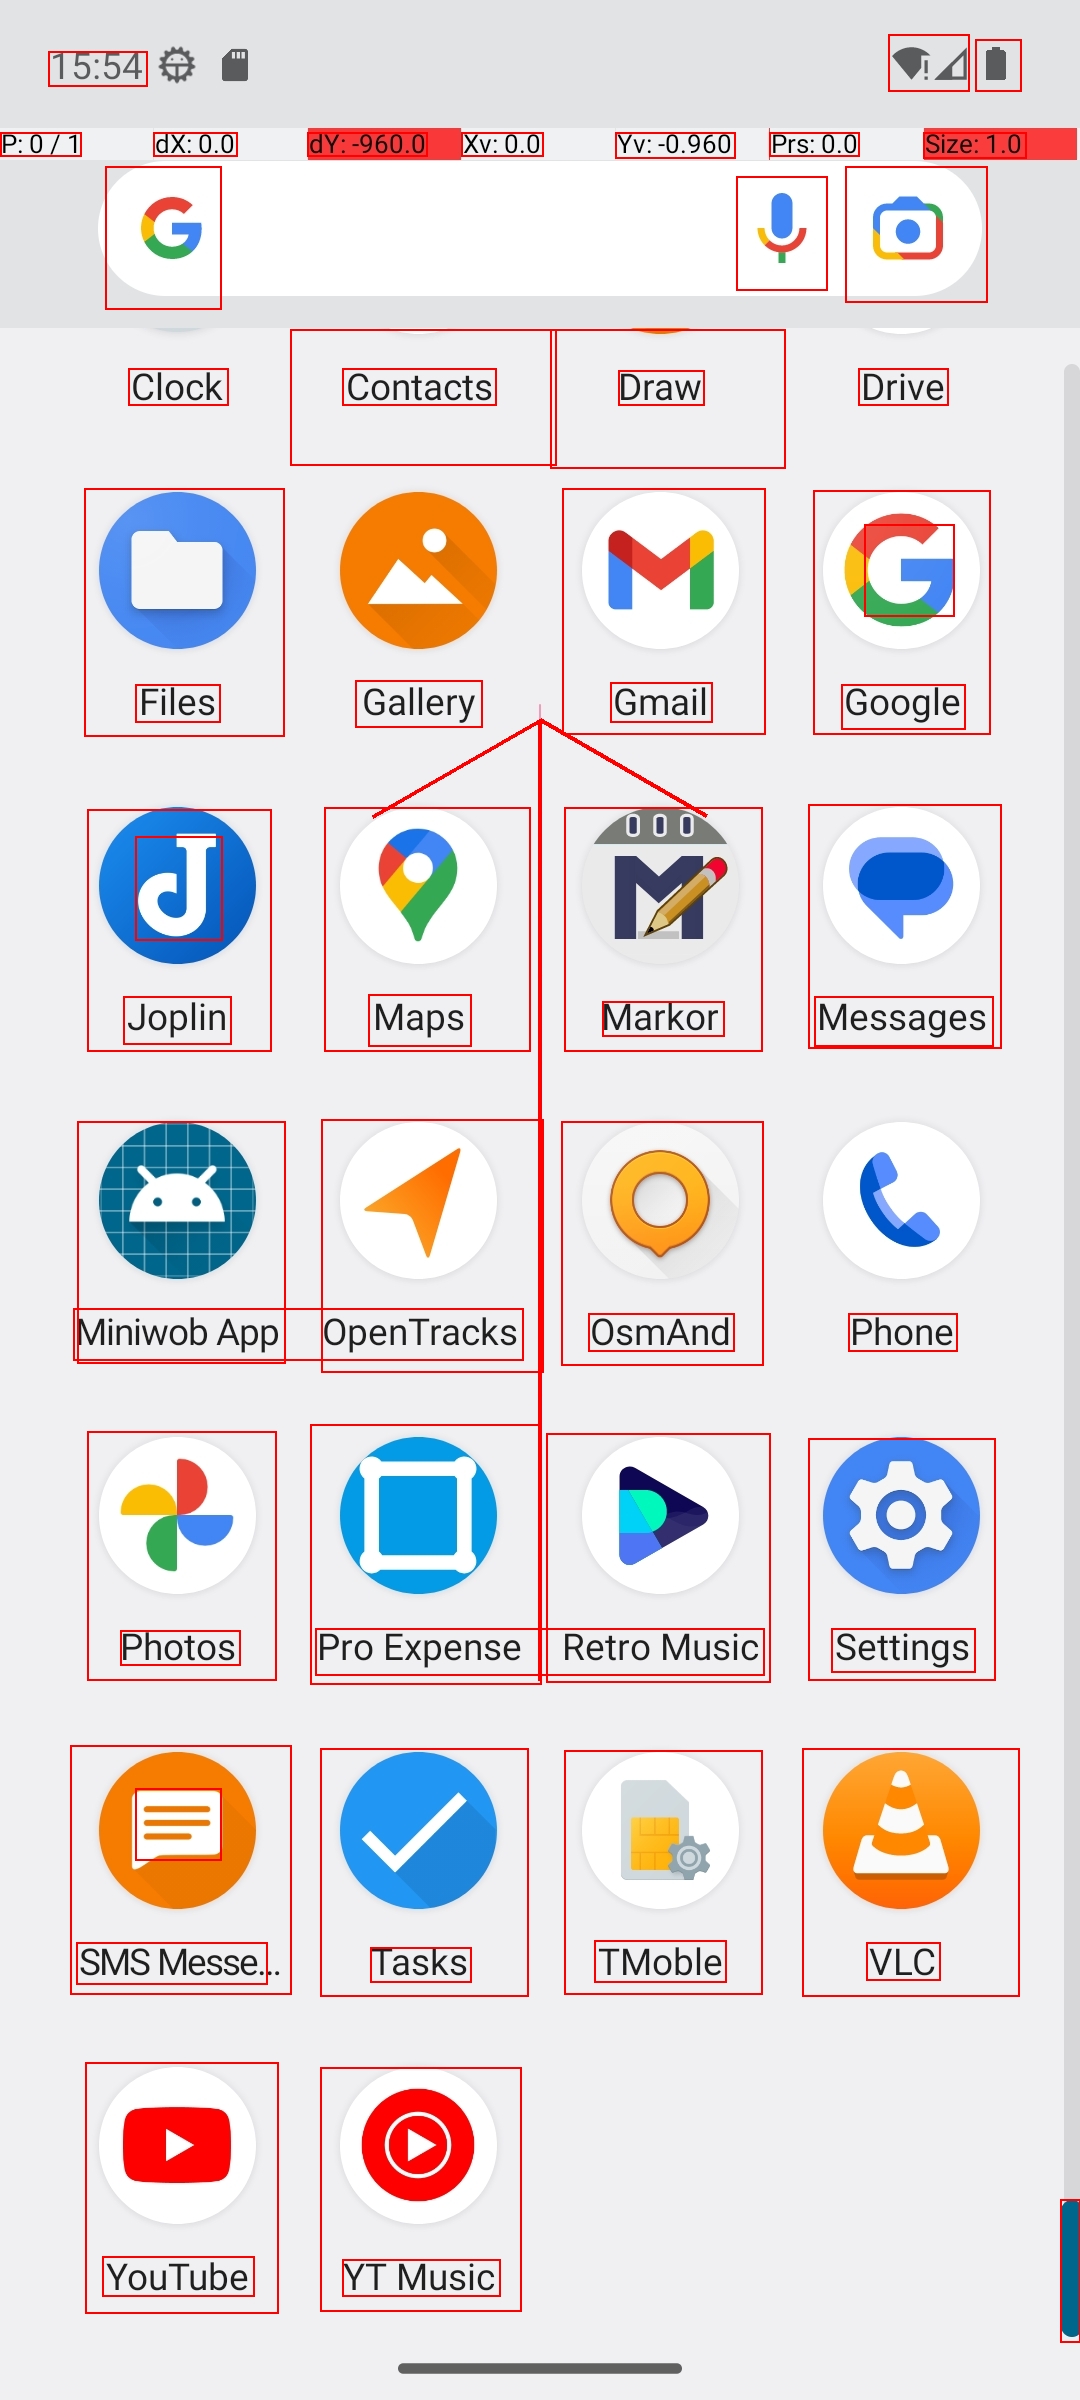 15:54
P: 0 / 1 dX: 0.0 dY: -960.0 Xv: 0.0 Yv: -0.960 Prs: 0.0 Size: 1.0
Clock Contacts Draw Drive
Files Gallery Gmail Google
Joplin Maps Markor Messages
Miniwob App OpenTracks OsmAnd Phone
Photos Pro Expense Retro Music Settings
SMS Messe... Tasks TMoble VLC
YouTube YT Music